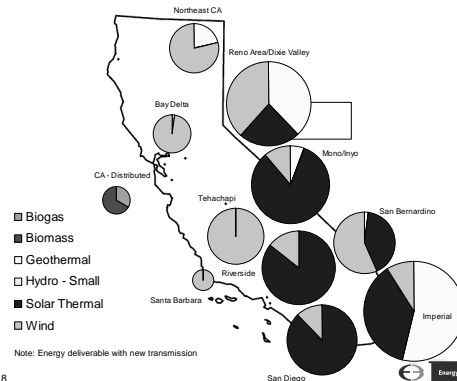 Northeast CA
Reno Area/Dixie Valley
Bay Delta
Mono/Inyo
CA - Distributed
Tehachapi
San Bernardino
Biogas
Biomass
Geothermal
Hydro - Small
Solar Thermal
Wind
Riverside
Santa Barbara
Imperial
Note: Energy deliverable with new transmission
San Diego
8
Energy